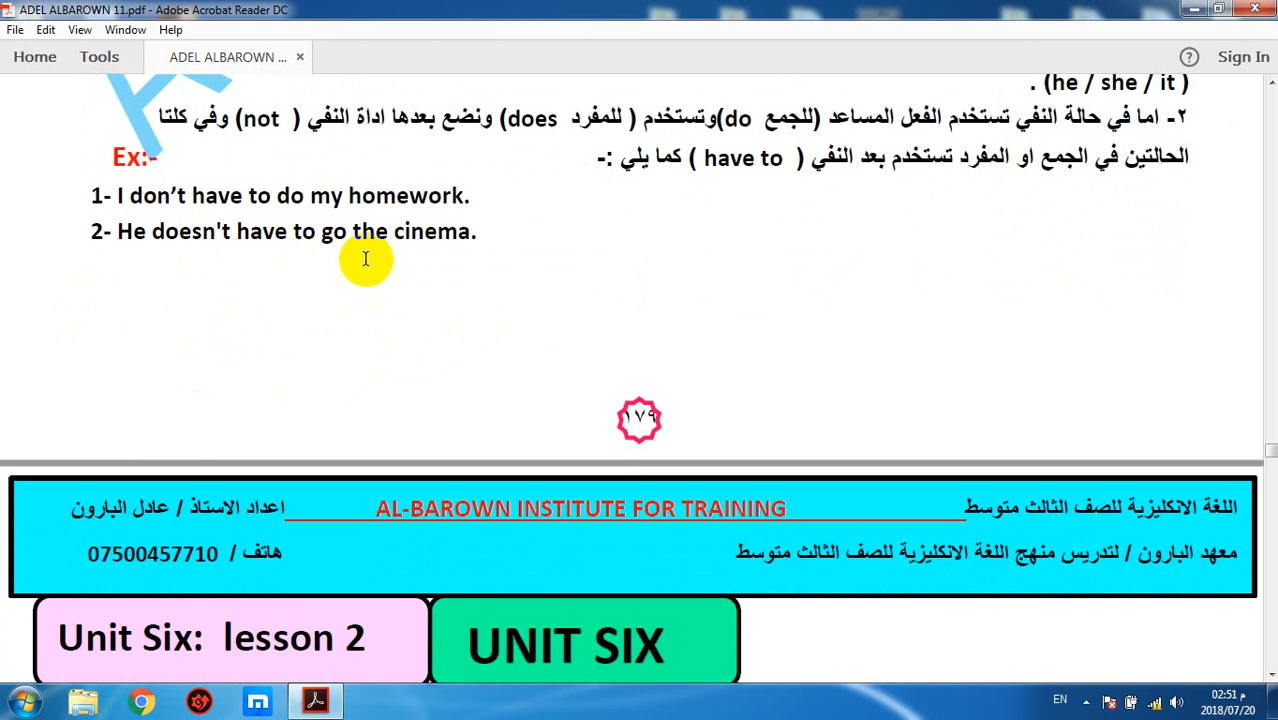 ADEL ALBAROWN 11.pdf - Adobe Acrobat Reader DC
File Edit View Window Help
Home Tools ADEL ALBAROWN ... × ? Sign In
(he / she / it ) .
٢- اما في حالة النفي تستخدم الفعل المساعد (للجمع do)وتستخدم ( للمفرد does) ونضع بعدها اداة النفي ( not) وفي كلتا
الحالتين في الجمع او المفرد تستخدم بعد النفي ( have to ) كما يلي :-
Ex:-
1- I don’t have to do my homework.
2- He doesn't have to go the cinema.
١٧٩
اللغة الانكليزية للصف الثالث متوسط AL-BAROWN INSTITUTE FOR TRAINING اعداد الاستاذ / عادل البارون
معهد البارون / لتدريس منهج اللغة الانكليزية للصف الثالث متوسط هاتف / 07500457710
Unit Six: lesson 2 UNIT SIX
EN 02:51 م
2018/07/20